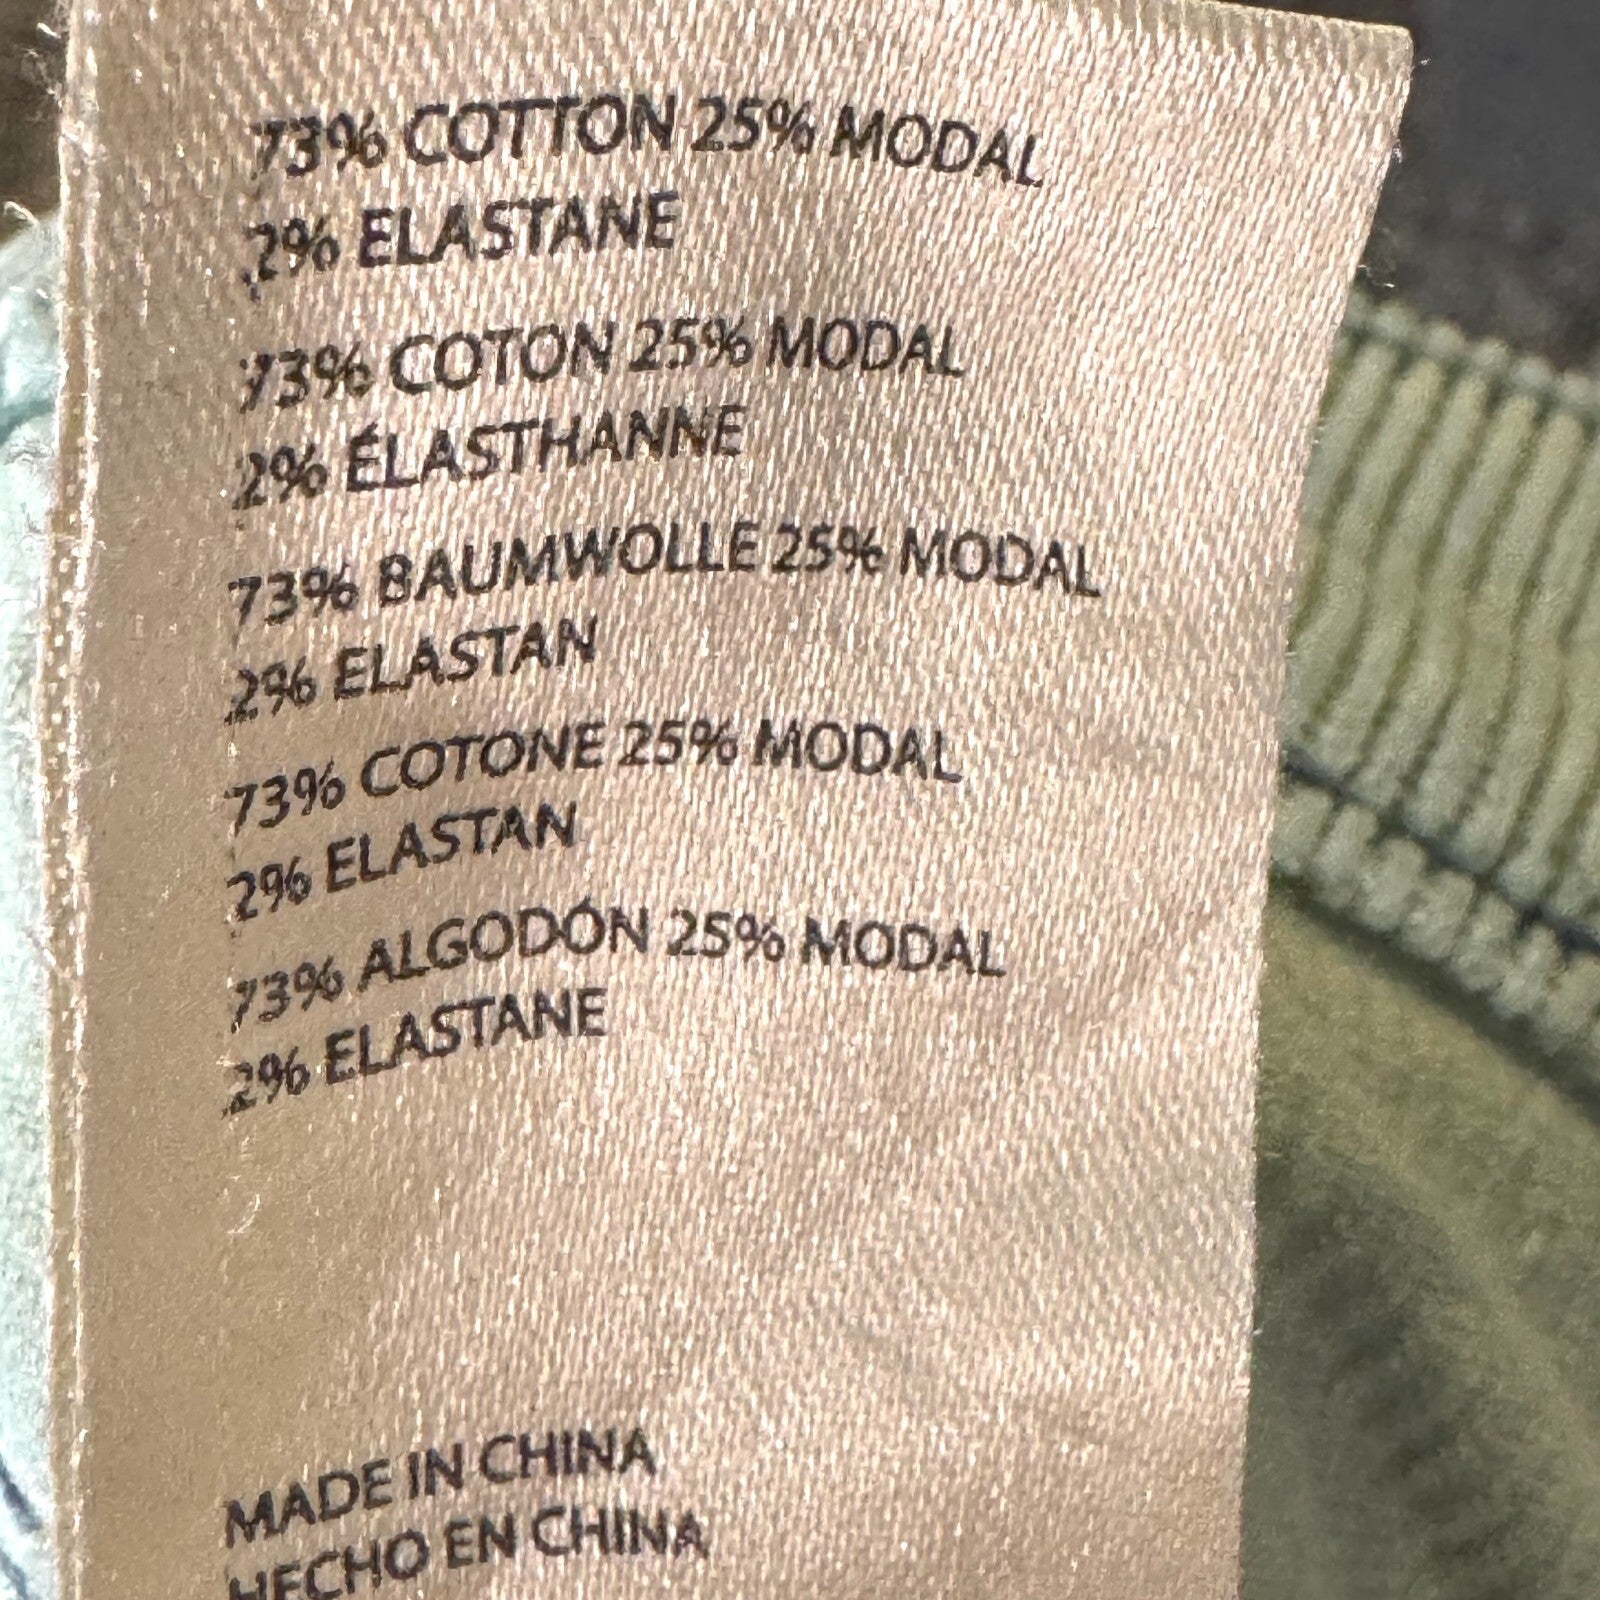 73% COTTON 25% MODAL
2% ELASTANE
73% COTON 25% MODAL
2% ÉLASTHANNE
73% BAUMWOLLE 25% MODAL
2% ELASTAN
73% COTONE 25% MODAL
2% ELASTAN
73% ALGODÓN 25% MODAL
2% ELASTANE
MADE IN CHINA
HECHO EN CHINA